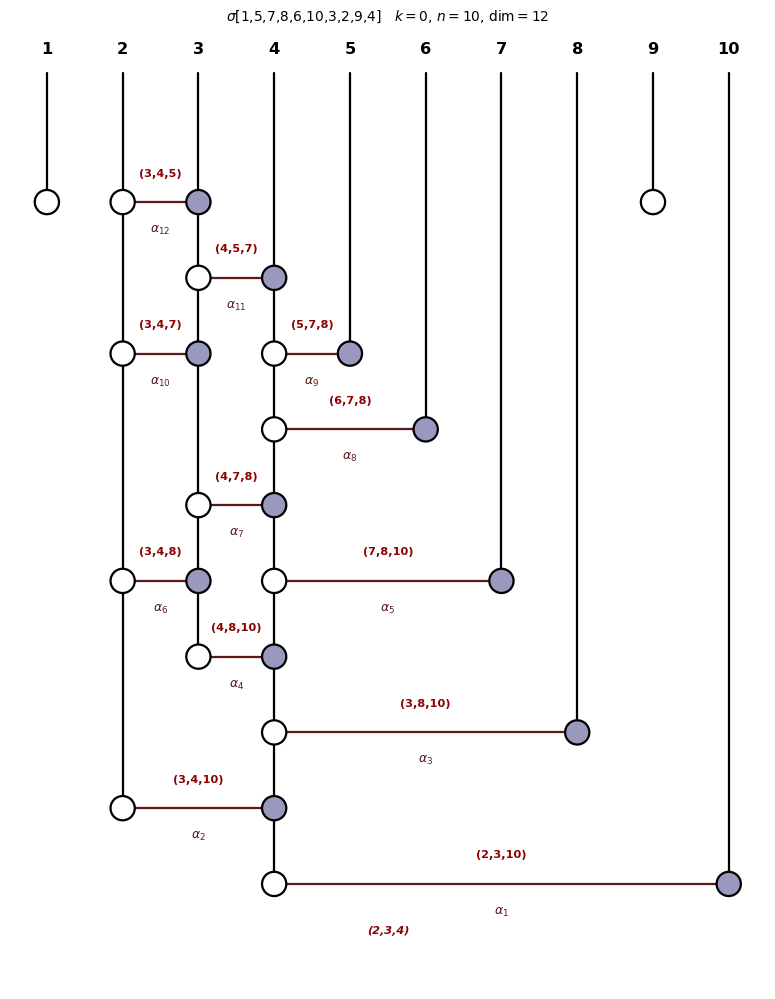 σ[1,5,7,8,6,10,3,2,9,4]   k=0, n=10, dim=12
1 2 3 4 5 6 7 8 9 10
(3,4,5)
α₁₂
(4,5,7)
α₁₁
(3,4,7) (5,7,8)
α₁₀ α₉
(6,7,8)
α₈
(4,7,8)
α₇
(3,4,8) (7,8,10)
α₆ α₅
(4,8,10)
α₄
(3,8,10)
α₃
(3,4,10)
α₂
(2,3,10)
α₁
(2,3,4)